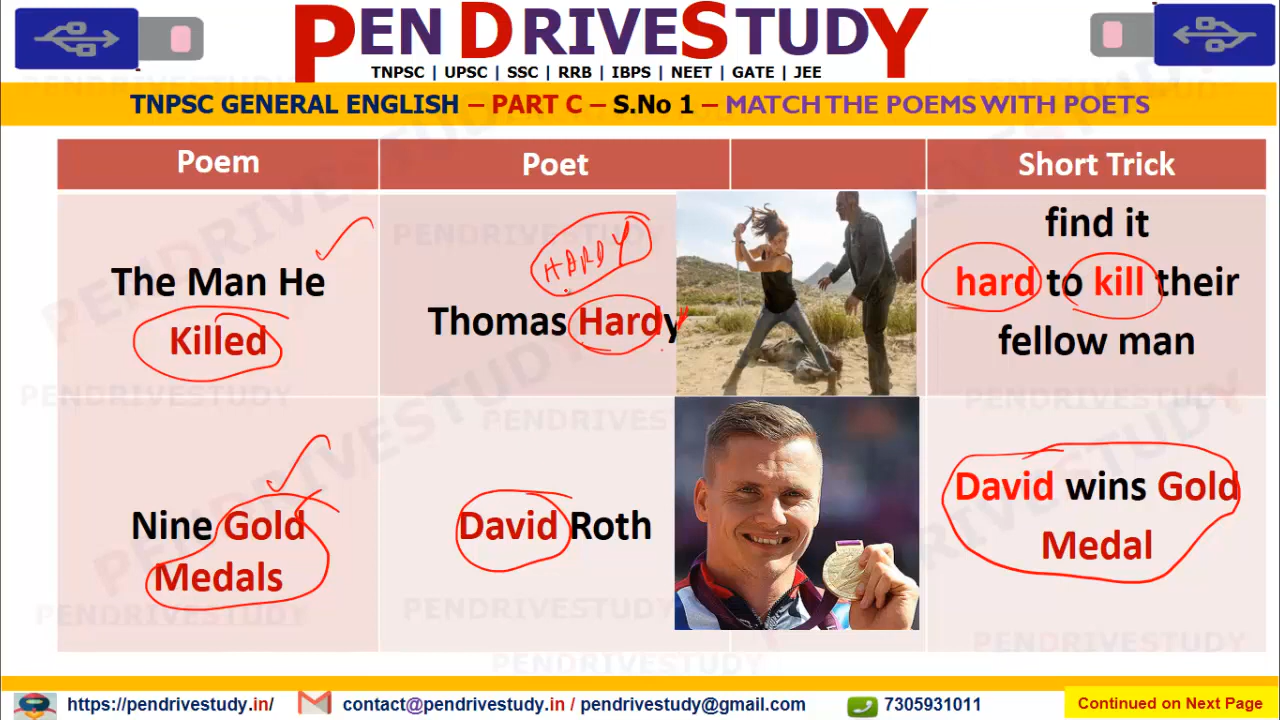 PEN DRIVESTUDY
TNPSC | UPSC | SSC | RRB | IBPS | NEET | GATE | JEE
TNPSC GENERAL ENGLISH – PART C – S.No 1 – MATCH THE POEMS WITH POETS
Poem
Poet
Short Trick
The Man He
Killed
HARDY
Thomas Hardy
find it
hard to kill their
fellow man
Nine Gold
Medals
David Roth
David wins Gold
Medal
PENDRIVESTUDY
https://pendrivestudy.in/
contact@pendrivestudy.in / pendrivestudy@gmail.com
7305931011
Continued on Next Page